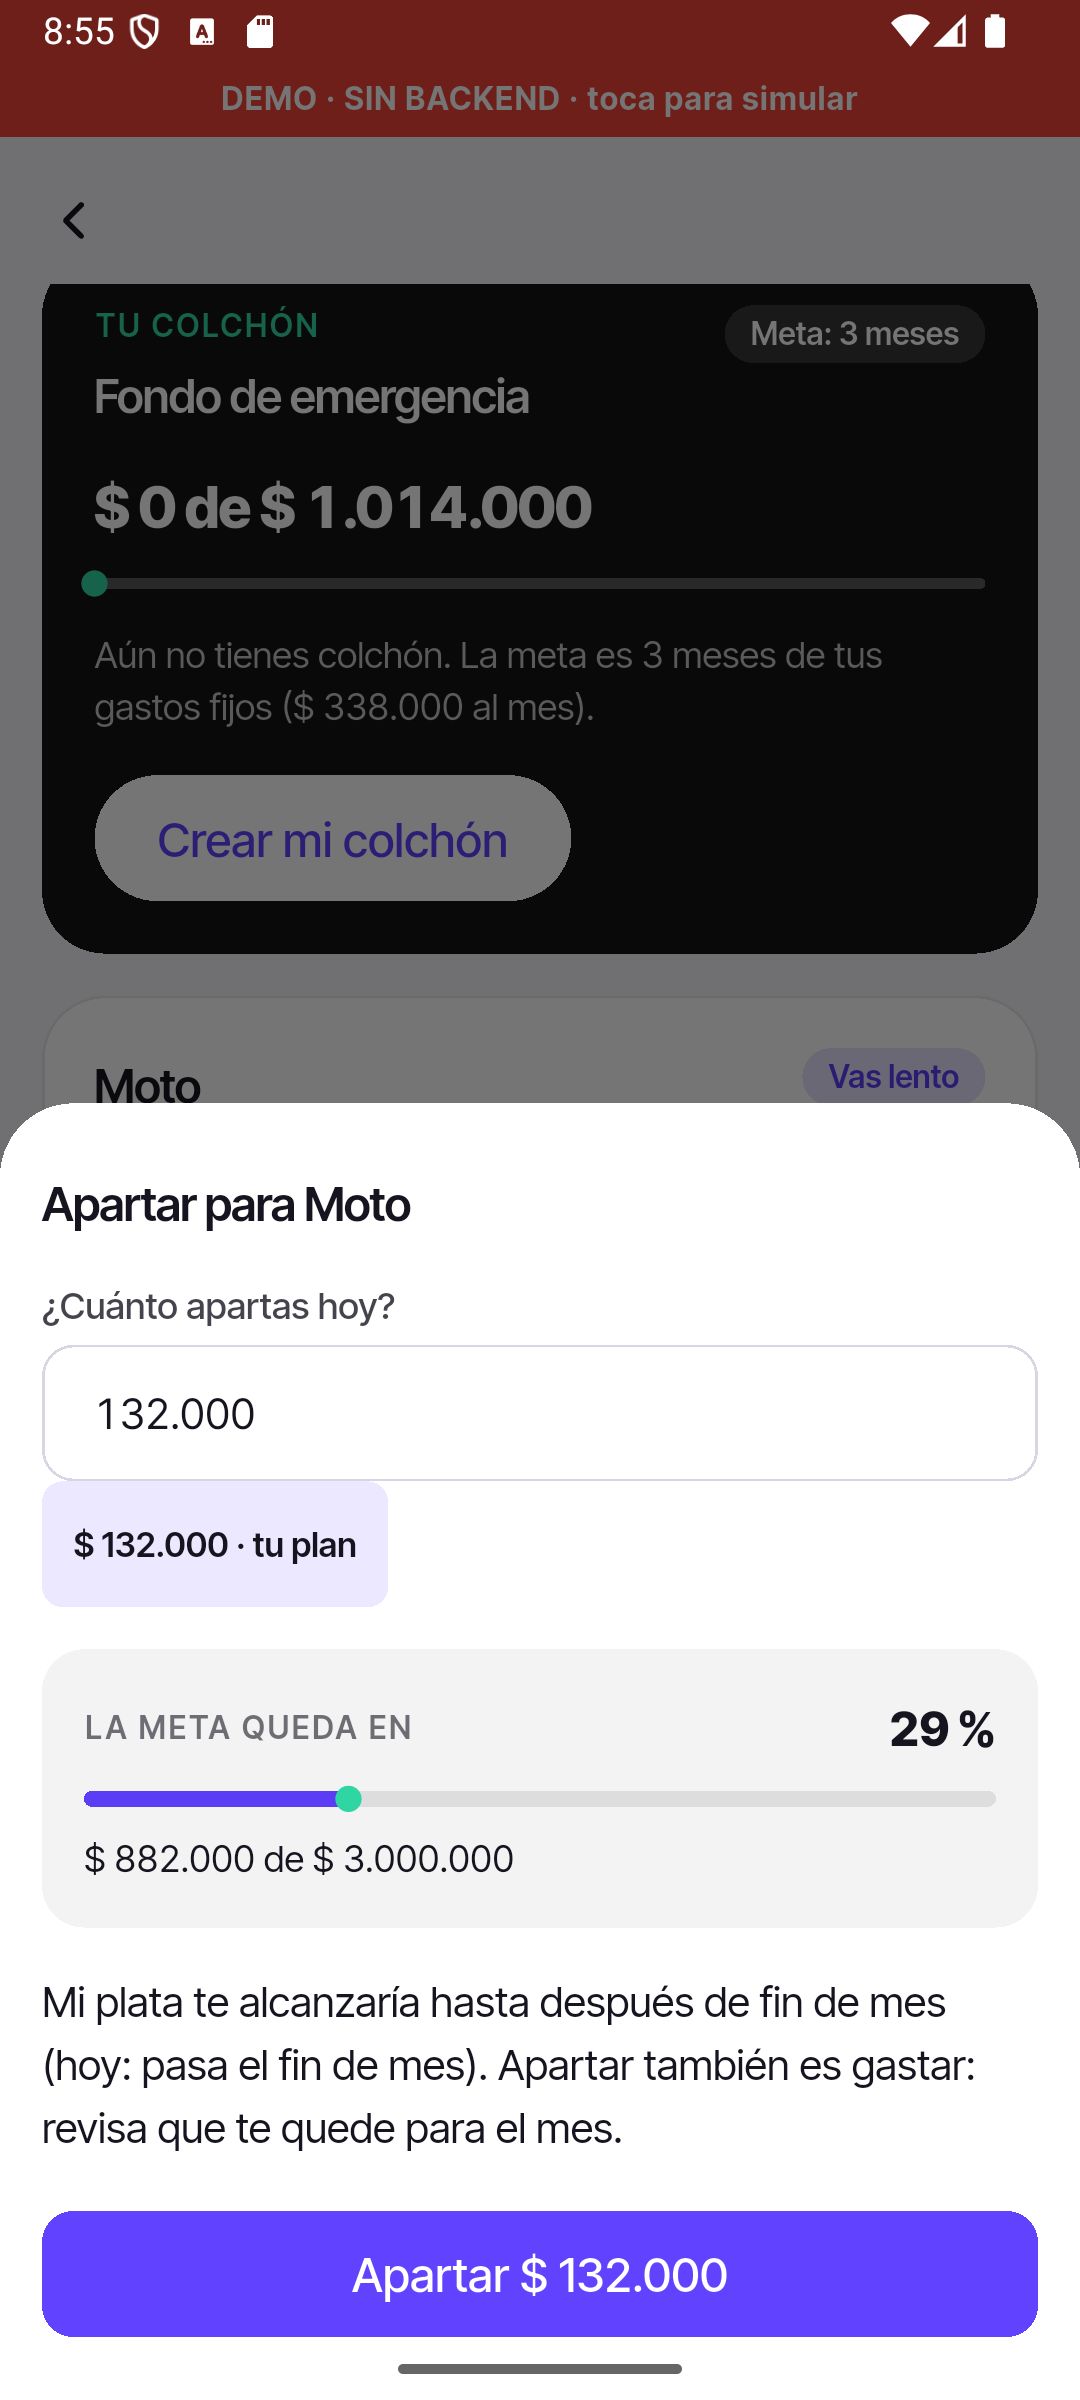 8:55
DEMO · SIN BACKEND · toca para simular
TU COLCHÓN
Meta: 3 meses
Fondo de emergencia
$ 0 de $ 1.014.000
Aún no tienes colchón. La meta es 3 meses de tus
gastos fijos ($ 338.000 al mes).
Crear mi colchón
Moto
Vas lento
Apartar para Moto
¿Cuánto apartas hoy?
132.000
$ 132.000 · tu plan
LA META QUEDA EN
29 %
$ 882.000 de $ 3.000.000
Mi plata te alcanzaría hasta después de fin de mes
(hoy: pasa el fin de mes). Apartar también es gastar:
revisa que te quede para el mes.
Apartar $ 132.000